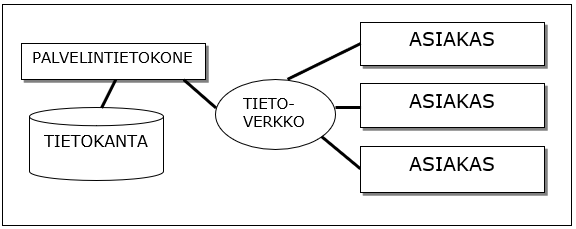 PALVELINTIETOKONE
TIETOKANTA
TIETO-
VERKKO
ASIAKAS
ASIAKAS
ASIAKAS